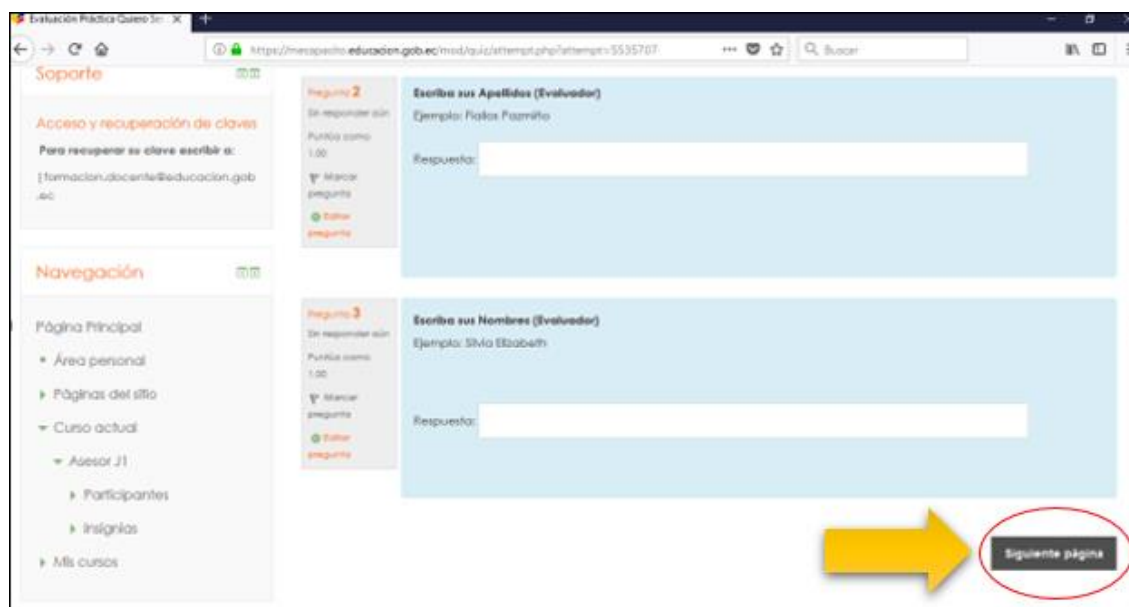 Evaluación Práctica Quiero Ser
https://mecapacito.educacion.gob.ec/mod/quiz/attempt.php?attempt=5535707
Buscar
Soporte
Acceso y recuperación de claves
Para recuperar su clave escribir a:
formacion.docente@educacion.gob
.ec
Navegación
Página Principal
Área personal
Páginas del sitio
Curso actual
Asesor J1
Participantes
Insignias
Mis cursos
Pregunta 2
Sin responder aún
Puntúa como
1.00
Marcar
pregunta
Editar
pregunta
Escriba sus Apellidos (Evaluador)
Ejemplo: Fiallos Pazmiño
Respuesta:
Pregunta 3
Sin responder aún
Puntúa como
1.00
Marcar
pregunta
Editar
pregunta
Escriba sus Nombres (Evaluador)
Ejemplo: Silvia Elizabeth
Respuesta:
Siguiente página